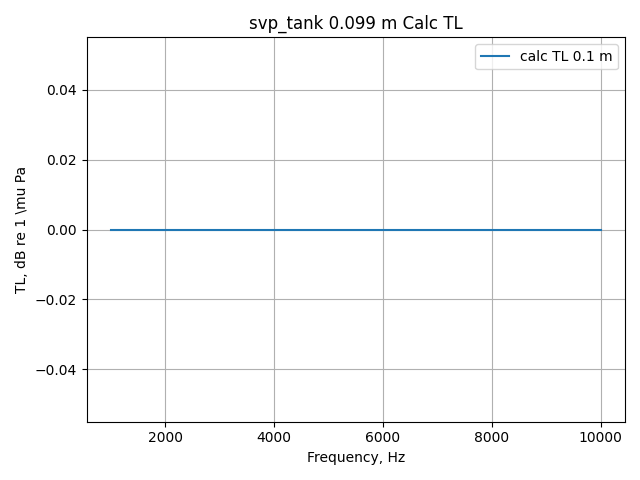 svp_tank 0.099 m Calc TL
calc TL 0.1 m
TL, dB re 1 \mu Pa
0.04
0.02
0.00
−0.02
−0.04
2000
4000
6000
8000
10000
Frequency, Hz